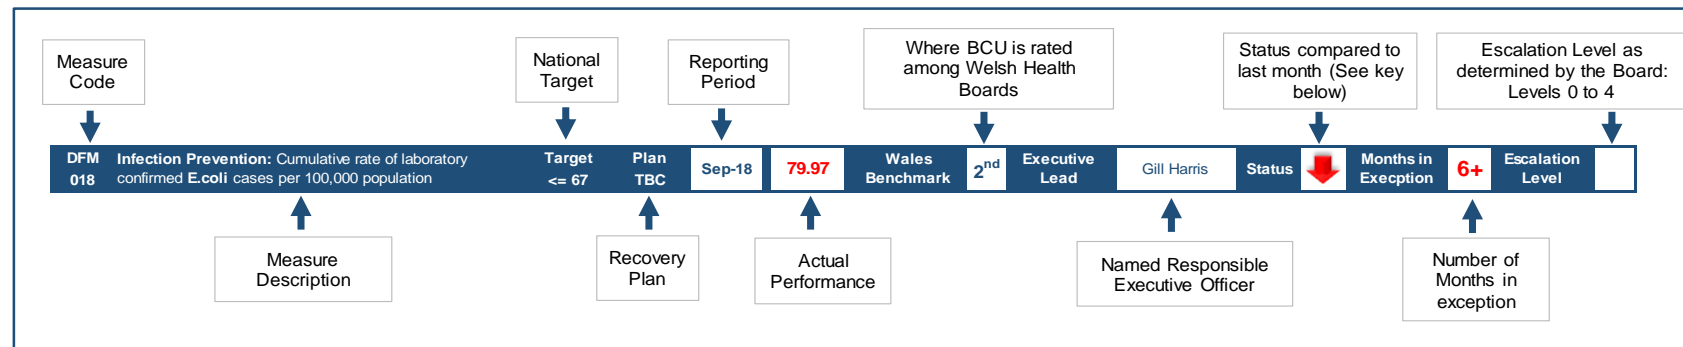 Measure
Code
National
Target
Reporting
Period
Where BCU is rated
among Welsh Health
Boards
Status compared to
last month (See key
below)
Escalation Level as
determined by the Board:
Levels 0 to 4
DFM
018
Infection Prevention: Cumulative rate of laboratory
confirmed E.coli cases per 100,000 population
Target
<= 67
Plan
TBC
Sep-18
79.97
Wales
Benchmark
2nd
Executive
Lead
Gill Harris
Status
Months in
Execption
6+
Escalation
Level
Measure
Description
Recovery
Plan
Actual
Performance
Named Responsible
Executive Officer
Number of
Months in
exception